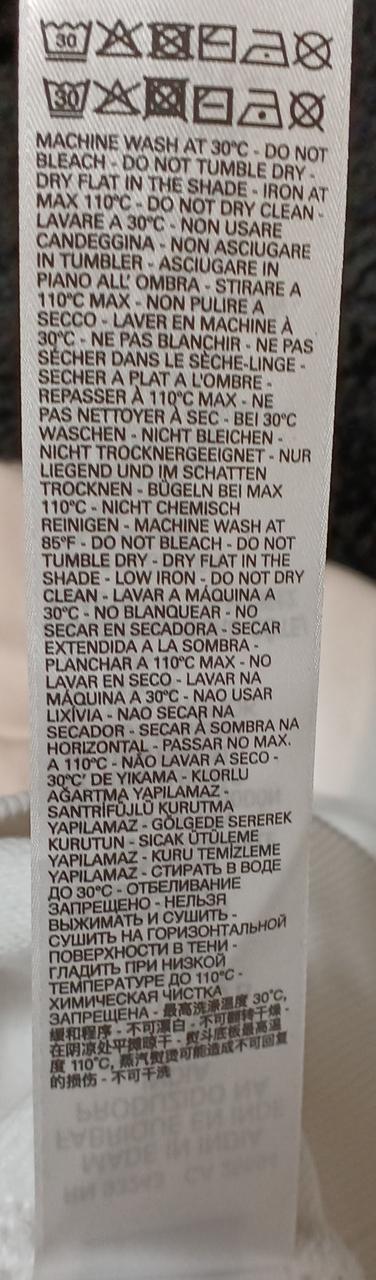 30
30
MACHINE WASH AT 30°C - DO NOT
BLEACH - DO NOT TUMBLE DRY -
DRY FLAT IN THE SHADE - IRON AT
MAX 110°C - DO NOT DRY CLEAN -
LAVARE A 30°C - NON USARE
CANDEGGINA - NON ASCIUGARE
IN TUMBLER - ASCIUGARE IN
PIANO ALL' OMBRA - STIRARE A
110°C MAX - NON PULIRE A
SECCO - LAVER EN MACHINE À
30°C - NE PAS BLANCHIR - NE PAS
SÉCHER DANS LE SÈCHE-LINGE -
SECHER A PLAT A L'OMBRE -
REPASSER À 110°C MAX - NE
PAS NETTOYER À SEC - BEI 30°C
WASCHEN - NICHT BLEICHEN -
NICHT TROCKNERGEEIGNET - NUR
LIEGEND UND IM SCHATTEN
TROCKNEN - BÜGELN BEI MAX
110°C - NICHT CHEMISCH
REINIGEN - MACHINE WASH AT
85°F - DO NOT BLEACH - DO NOT
TUMBLE DRY - DRY FLAT IN THE
SHADE - LOW IRON - DO NOT DRY
CLEAN - LAVAR A MÁQUINA A
30°C - NO BLANQUEAR - NO
SECAR EN SECADORA - SECAR
EXTENDIDA A LA SOMBRA -
PLANCHAR A 110°C MAX - NO
LAVAR EN SECO - LAVAR NA
MÁQUINA A 30°C - NAO USAR
LIXÍVIA - NAO SECAR NA
SECADOR - SECAR À SOMBRA NA
HORIZONTAL - PASSAR NO MAX.
A 110°C - NÃO LAVAR A SECO -
30°C' DE YIKAMA - KLORLU
AĞARTMA YAPILAMAZ -
SANTRİFÜJLÜ KURUTMA
YAPILAMAZ - GÖLGEDE SEREREK
KURUTUN - SICAK ÜTÜLEME
YAPILAMAZ - KURU TEMİZLEME
YAPILAMAZ - СТИРАТЬ В ВОДЕ
ДО 30°C - ОТБЕЛИВАНИЕ
ЗАПРЕЩЕНО - НЕЛЬЗЯ
ВЫЖИМАТЬ И СУШИТЬ -
СУШИТЬ НА ГОРИЗОНТАЛЬНОЙ
ПОВЕРХНОСТИ В ТЕНИ -
ГЛАДИТЬ ПРИ НИЗКОЙ
ТЕМПЕРАТУРЕ ДО 110°C -
ХИМИЧЕСКАЯ ЧИСТКА
ЗАПРЕЩЕНА - 最高洗涤温度 30°C,
缓和程序 - 不可漂白 - 不可翻转干燥 -
在阴凉处平摊晾干 - 熨斗底板最高温
度 110°C, 蒸汽熨烫可能造成不可回复
的损伤 - 不可干洗
PRODUZIDO NA
FABRIQUE EN INDE
MADE IN INDIA